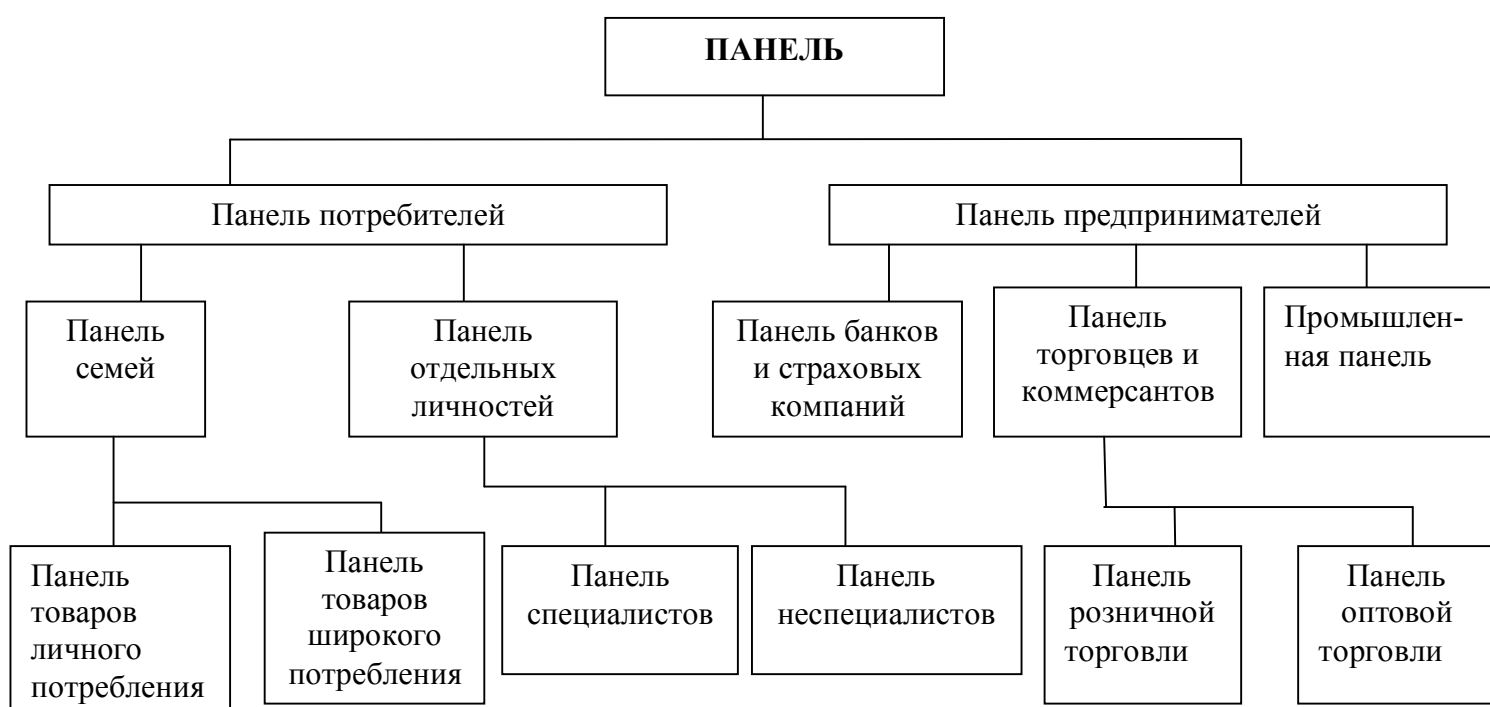 ПАНЕЛЬ
Панель потребителей
Панель предпринимателей
Панель
семей
Панель
отдельных
личностей
Панель банков
и страховых
компаний
Панель
торговцев и
коммерсантов
Промышлен-
ная панель
Панель
товаров
личного
потребления
Панель
товаров
широкого
потребления
Панель
специалистов
Панель
неспециалистов
Панель
розничной
торговли
Панель
оптовой
торговли